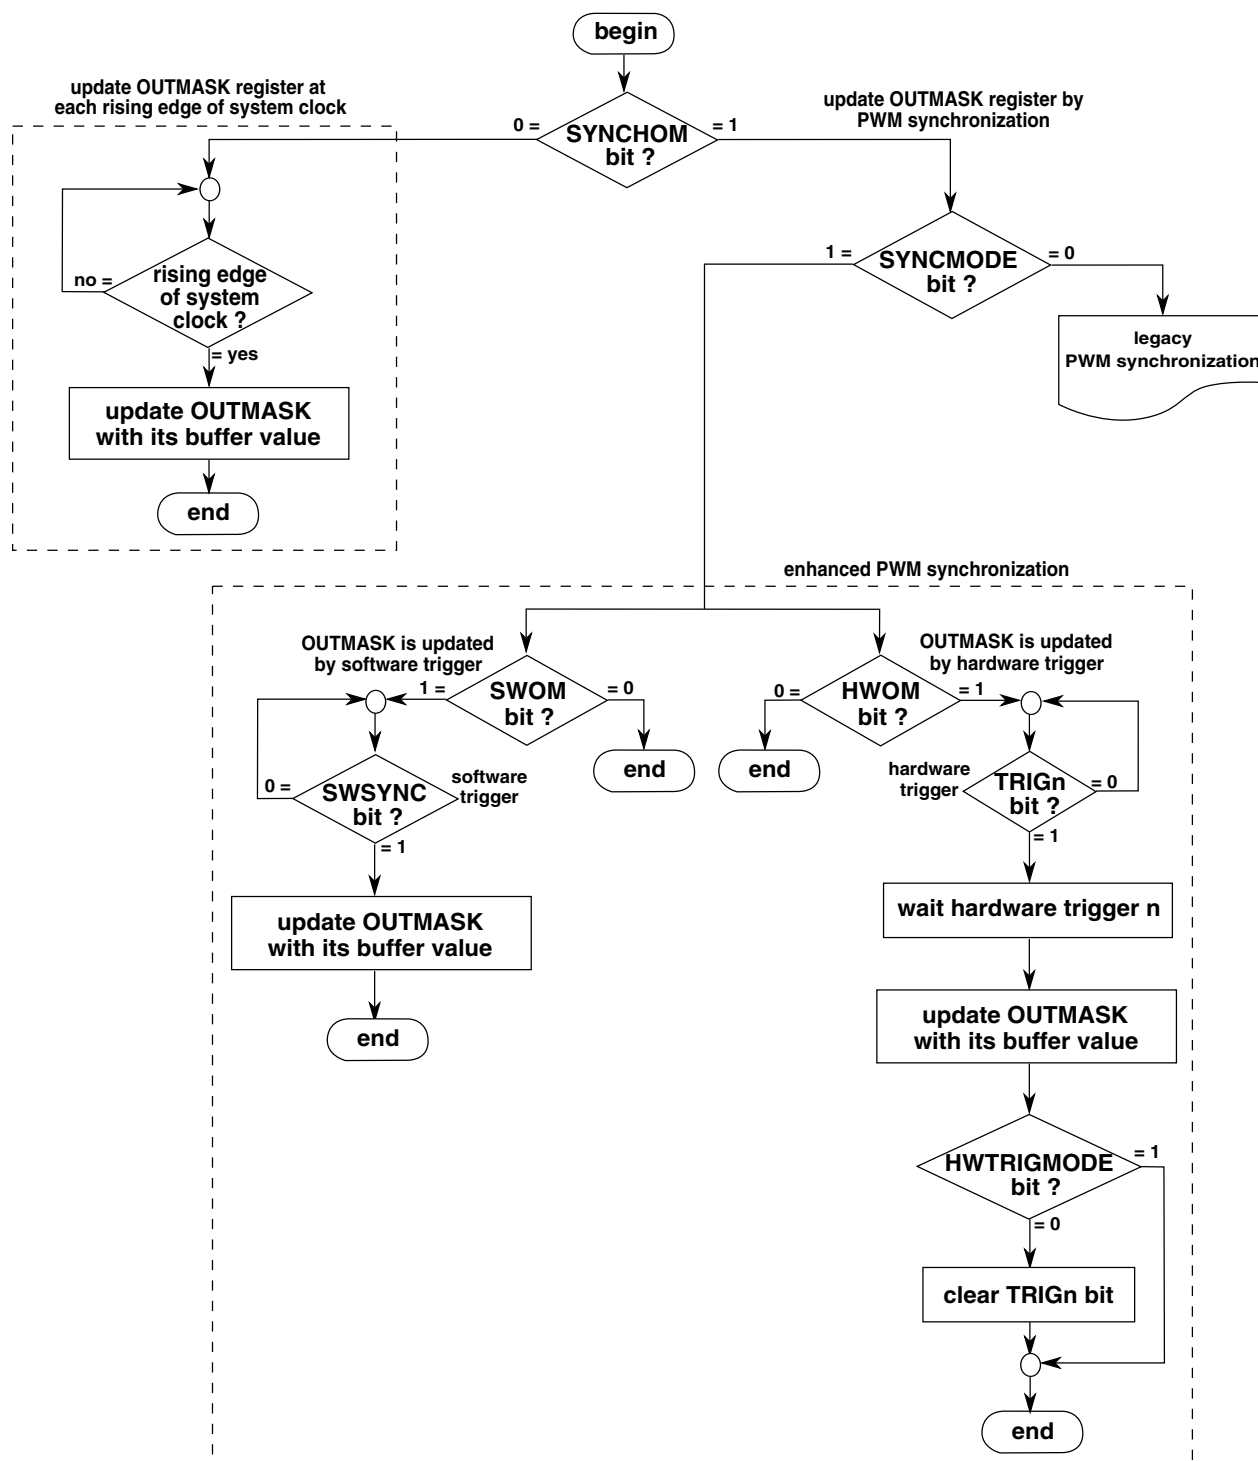 begin
update OUTMASK register at
each rising edge of system clock
update OUTMASK register by
PWM synchronization
0 =
SYNCHOM
bit ?
= 1
1 =
SYNCMODE
bit ?
= 0
no =
rising edge
of system
clock ?
= yes
legacy
PWM synchronization
update OUTMASK
with its buffer value
end
enhanced PWM synchronization
OUTMASK is updated
by software trigger
OUTMASK is updated
by hardware trigger
1 =
SWOM
bit ?
= 0
0 =
HWOM
bit ?
= 1
end
end
0 =
SWSYNC
bit ?
software
trigger
= 1
hardware
trigger
TRIGn
bit ?
= 0
= 1
update OUTMASK
with its buffer value
end
wait hardware trigger n
update OUTMASK
with its buffer value
HWTRIGMODE
bit ?
= 1
= 0
clear TRIGn bit
end